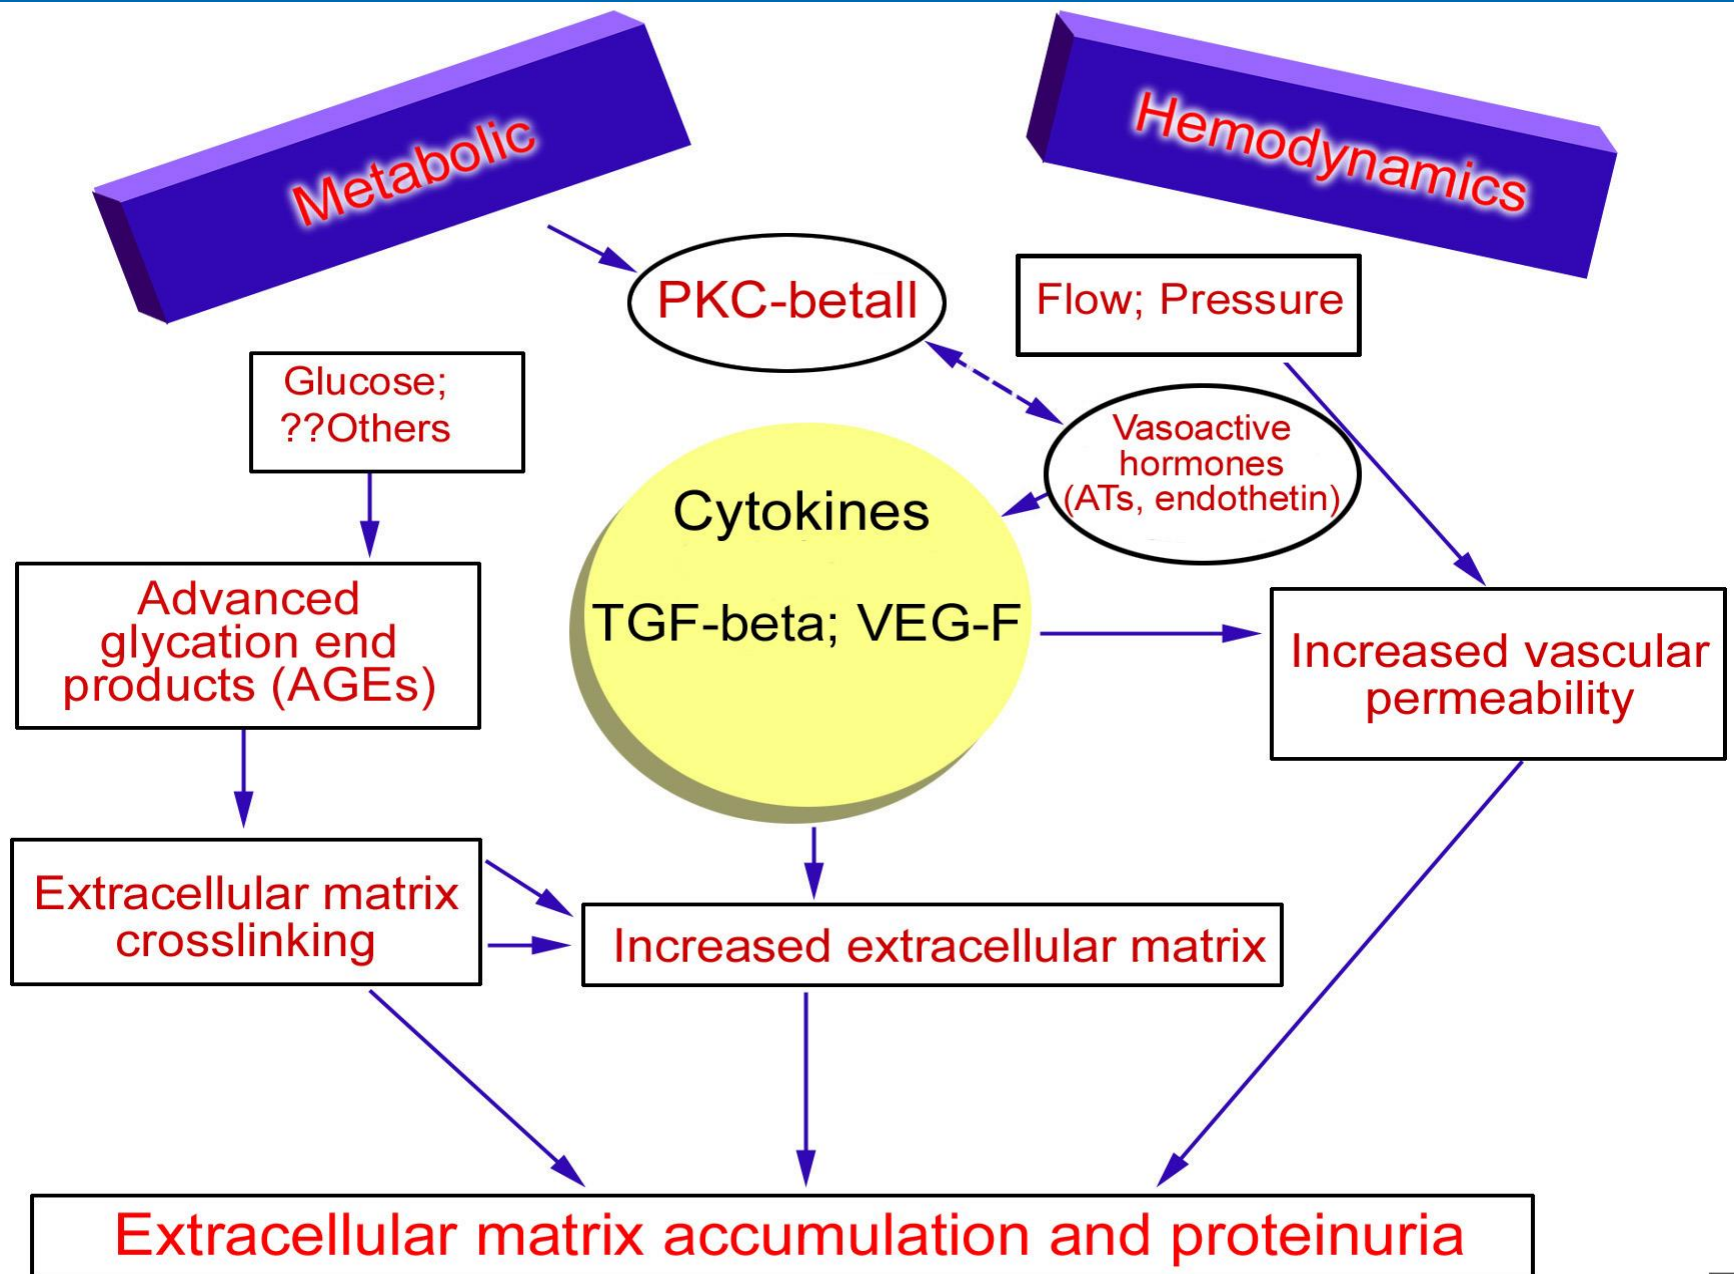 Metabolic
Hemodynamics
PKC-betall
Flow; Pressure
Glucose;
??Others
Vasoactive
hormones
(ATs, endothetin)
Cytokines
TGF-beta; VEG-F
Advanced
glycation end
products (AGEs)
Increased vascular
permeability
Extracellular matrix
crosslinking
Increased extracellular matrix
Extracellular matrix accumulation and proteinuria